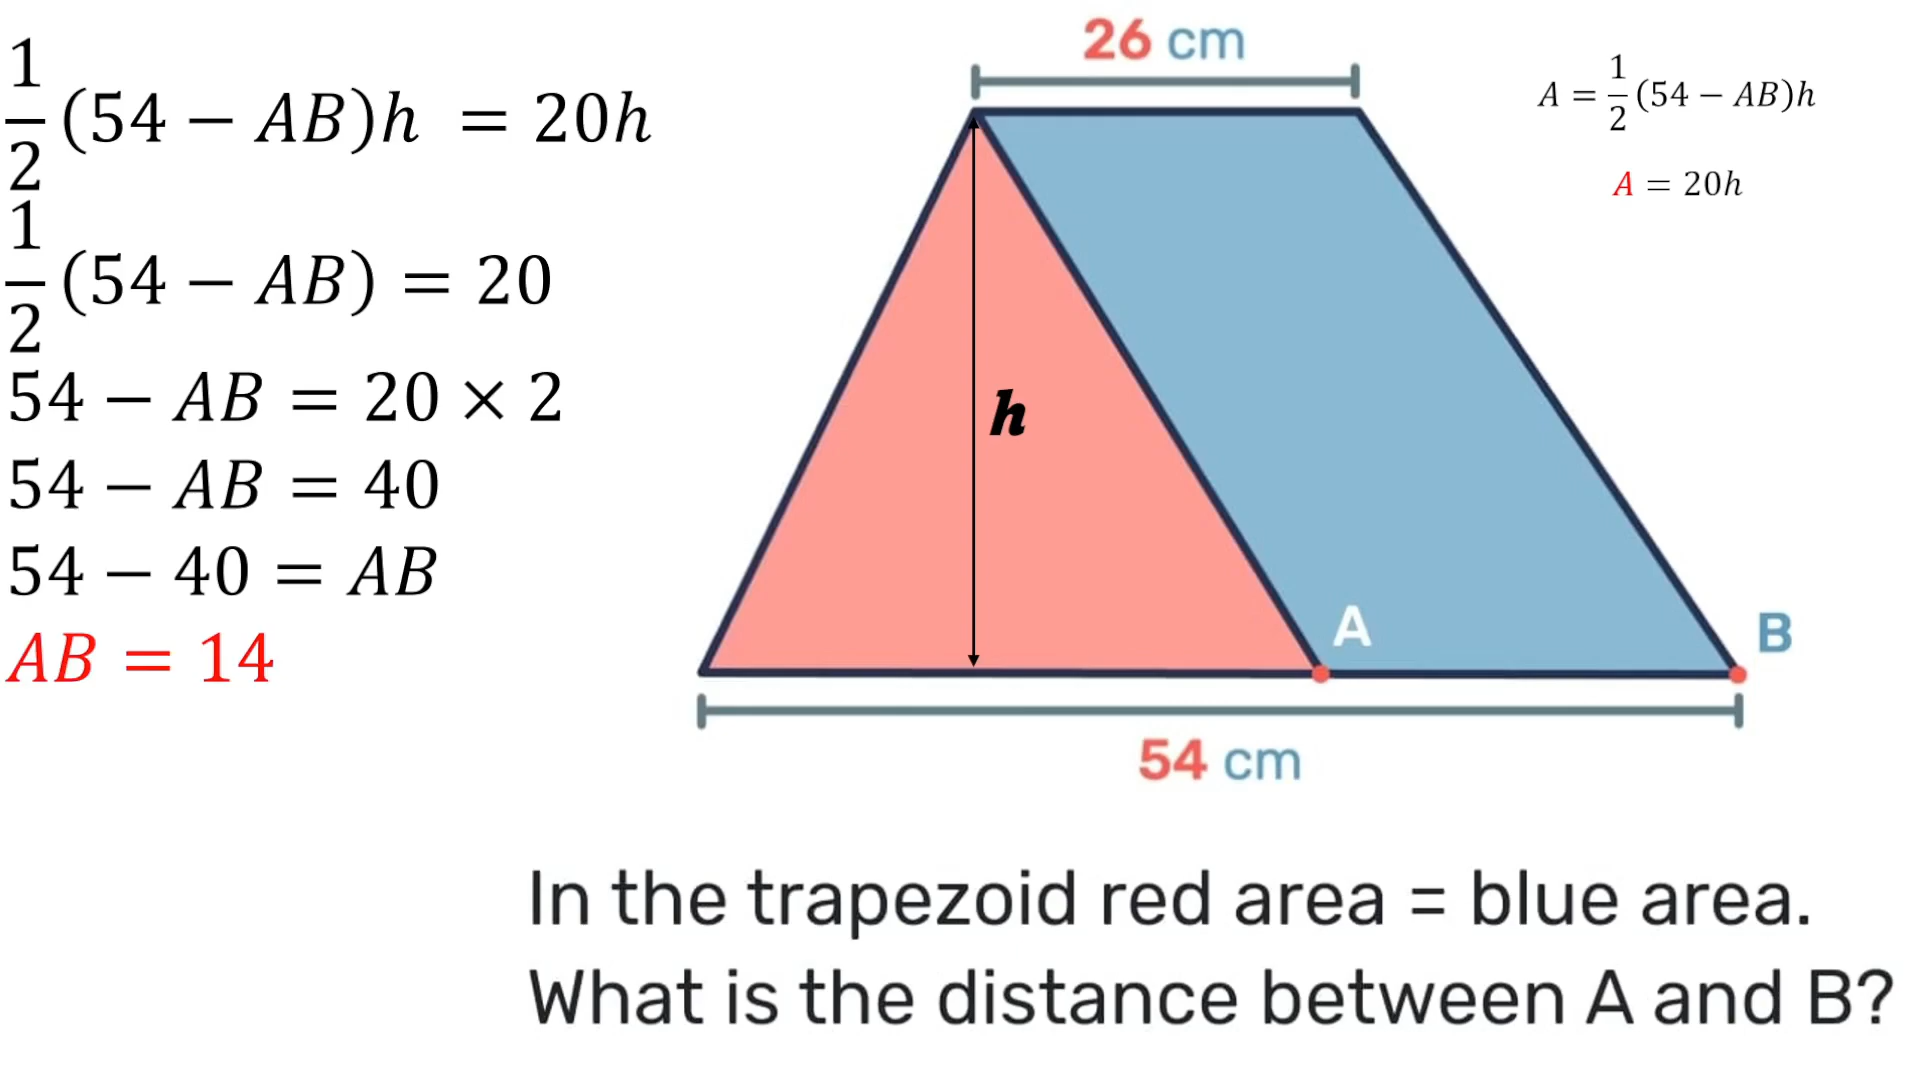 1/2 (54 − AB)h = 20h
1/2 (54 − AB) = 20
54 − AB = 20 × 2
54 − AB = 40
54 − 40 = AB
AB = 14
26 cm
A = 1/2 (54 − AB)h
A = 20h
h
A
B
54 cm
In the trapezoid red area = blue area.
What is the distance between A and B?